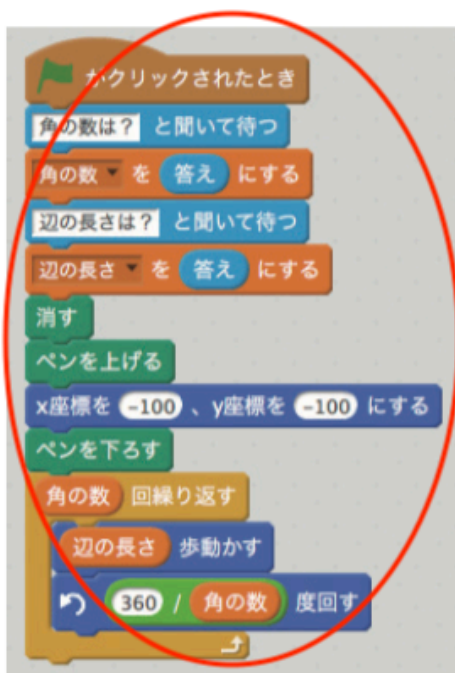 がクリックされたとき
角の数は？ と聞いて待つ
角の数 を 答え にする
辺の長さは？ と聞いて待つ
辺の長さ を 答え にする
消す
ペンを上げる
x座標を -100 、y座標を -100 にする
ペンを下ろす
角の数 回繰り返す
辺の長さ 歩動かす
360 / 角の数 度回す